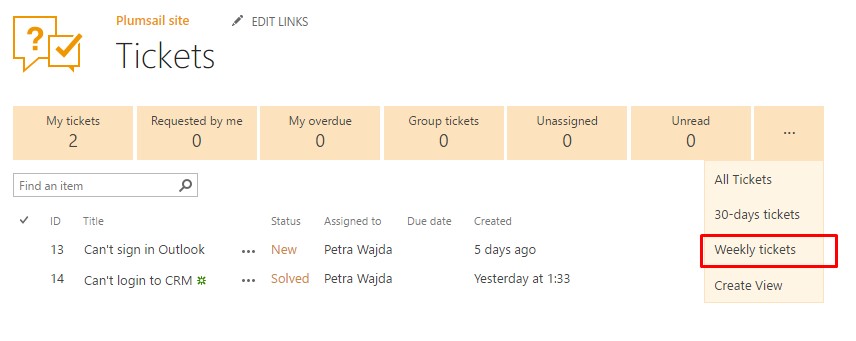 Plumsail site EDIT LINKS
Tickets
My tickets Requested by me My overdue Group tickets Unassigned Unread ...
2 0 0 0 0 0
All Tickets
Find an item
30-days tickets
ID Title Status Assigned to Due date Created
13 Can't sign in Outlook ... New Petra Wajda 5 days ago
Weekly tickets
14 Can't login to CRM ... Solved Petra Wajda Yesterday at 1:33
Create View